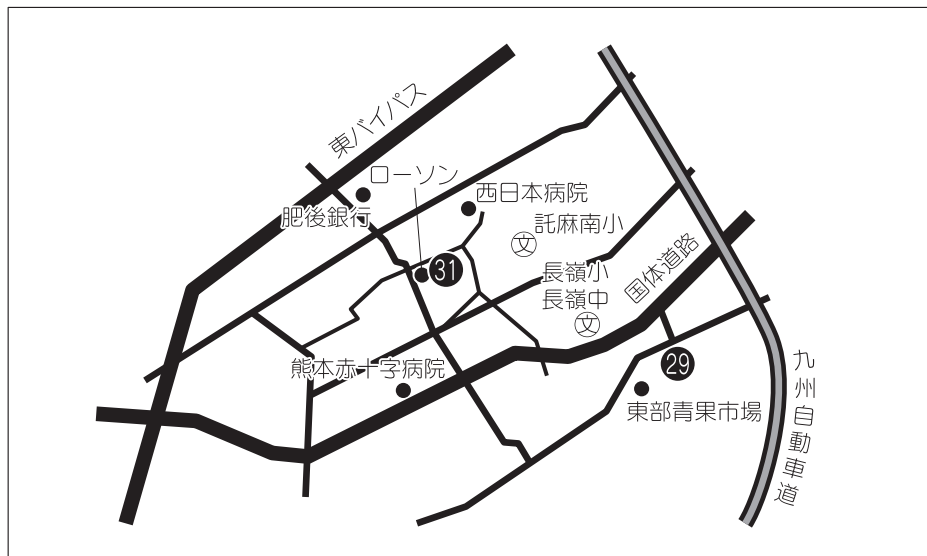 東バイパス
ローソン
肥後銀行
西日本病院
託麻南小
文
31
長嶺小
長嶺中
文
国体道路
熊本赤十字病院
29
東部青果市場
九州自動車道